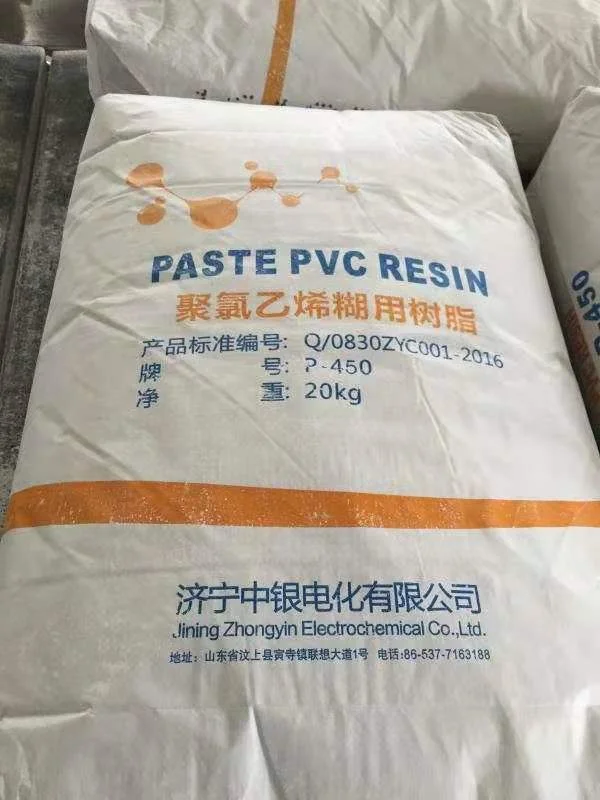 PASTE PVC RESIN
聚氯乙烯糊用树脂
产品标准编号: Q/0830ZYC001-2016
牌号: P-450
净重: 20kg
济宁中银电化有限公司
Jining Zhongyin Electrochemical Co.,Ltd.
地址: 山东省汶上县寅寺镇联想大道1号 电话:86-537-7163188
-450